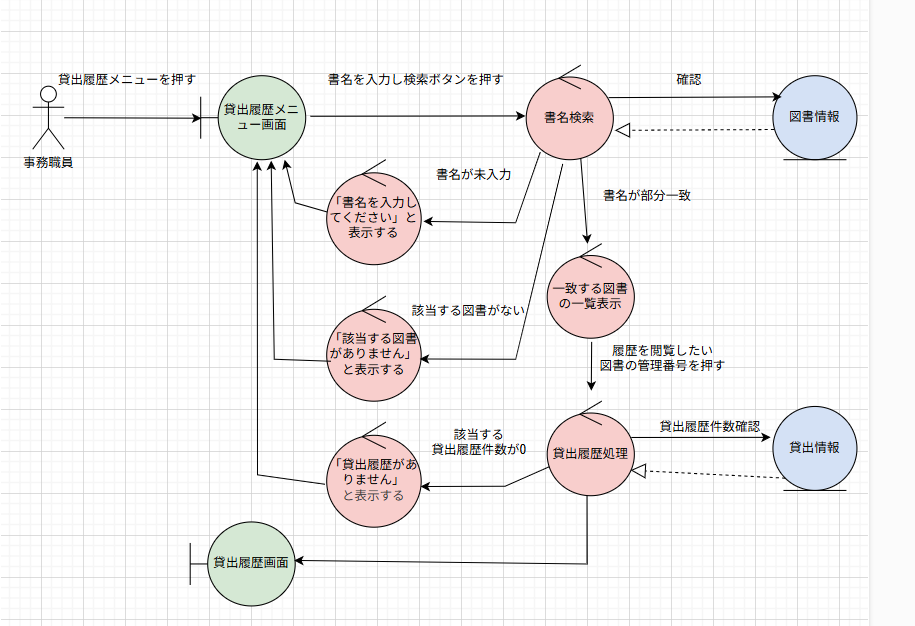 貸出履歴メニューを押す
書名を入力し検索ボタンを押す
確認
貸出履歴メニ
ュー画面
書名検索
図書情報
事務職員
書名が未入力
書名が部分一致
「書名を入力し
てください」と
表示する
一致する図書
の一覧表示
該当する図書がない
「該当する図書
がありません」
と表示する
履歴を閲覧したい
図書の管理番号を押す
該当する
貸出履歴件数が0
貸出履歴件数確認
貸出履歴処理
貸出情報
「貸出履歴があ
りません」
と表示する
貸出履歴画面